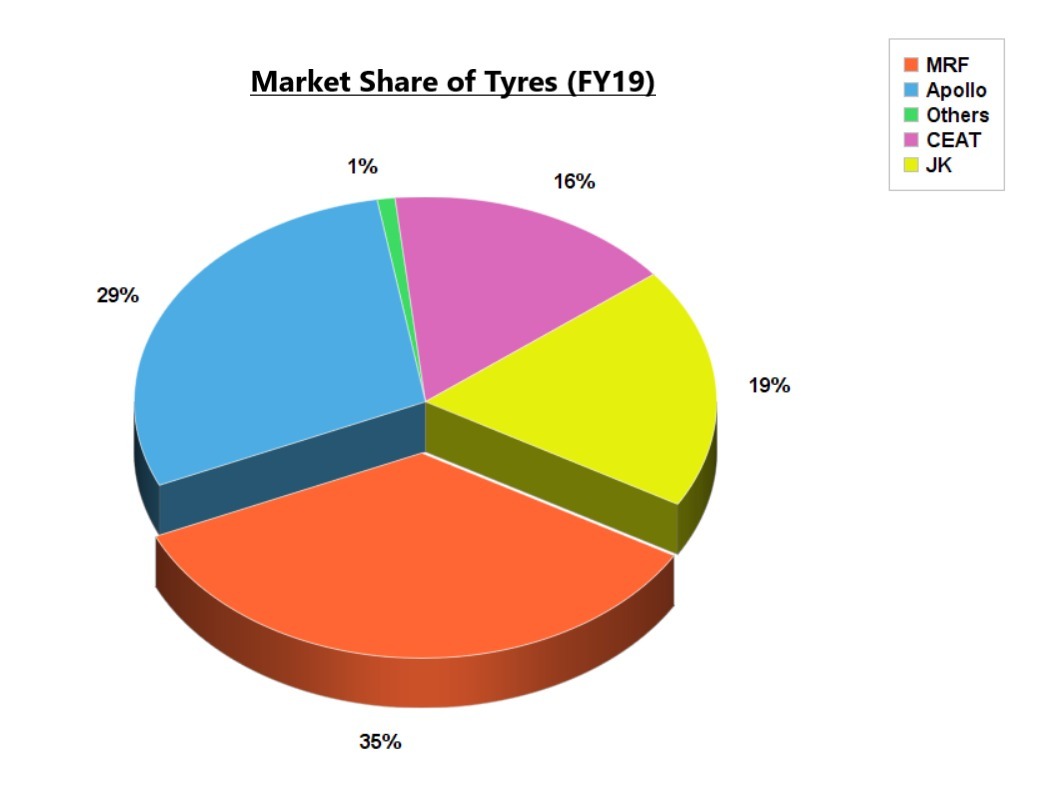 Market Share of Tyres (FY19)
MRF
Apollo
Others
CEAT
JK
1%
16%
29%
19%
35%